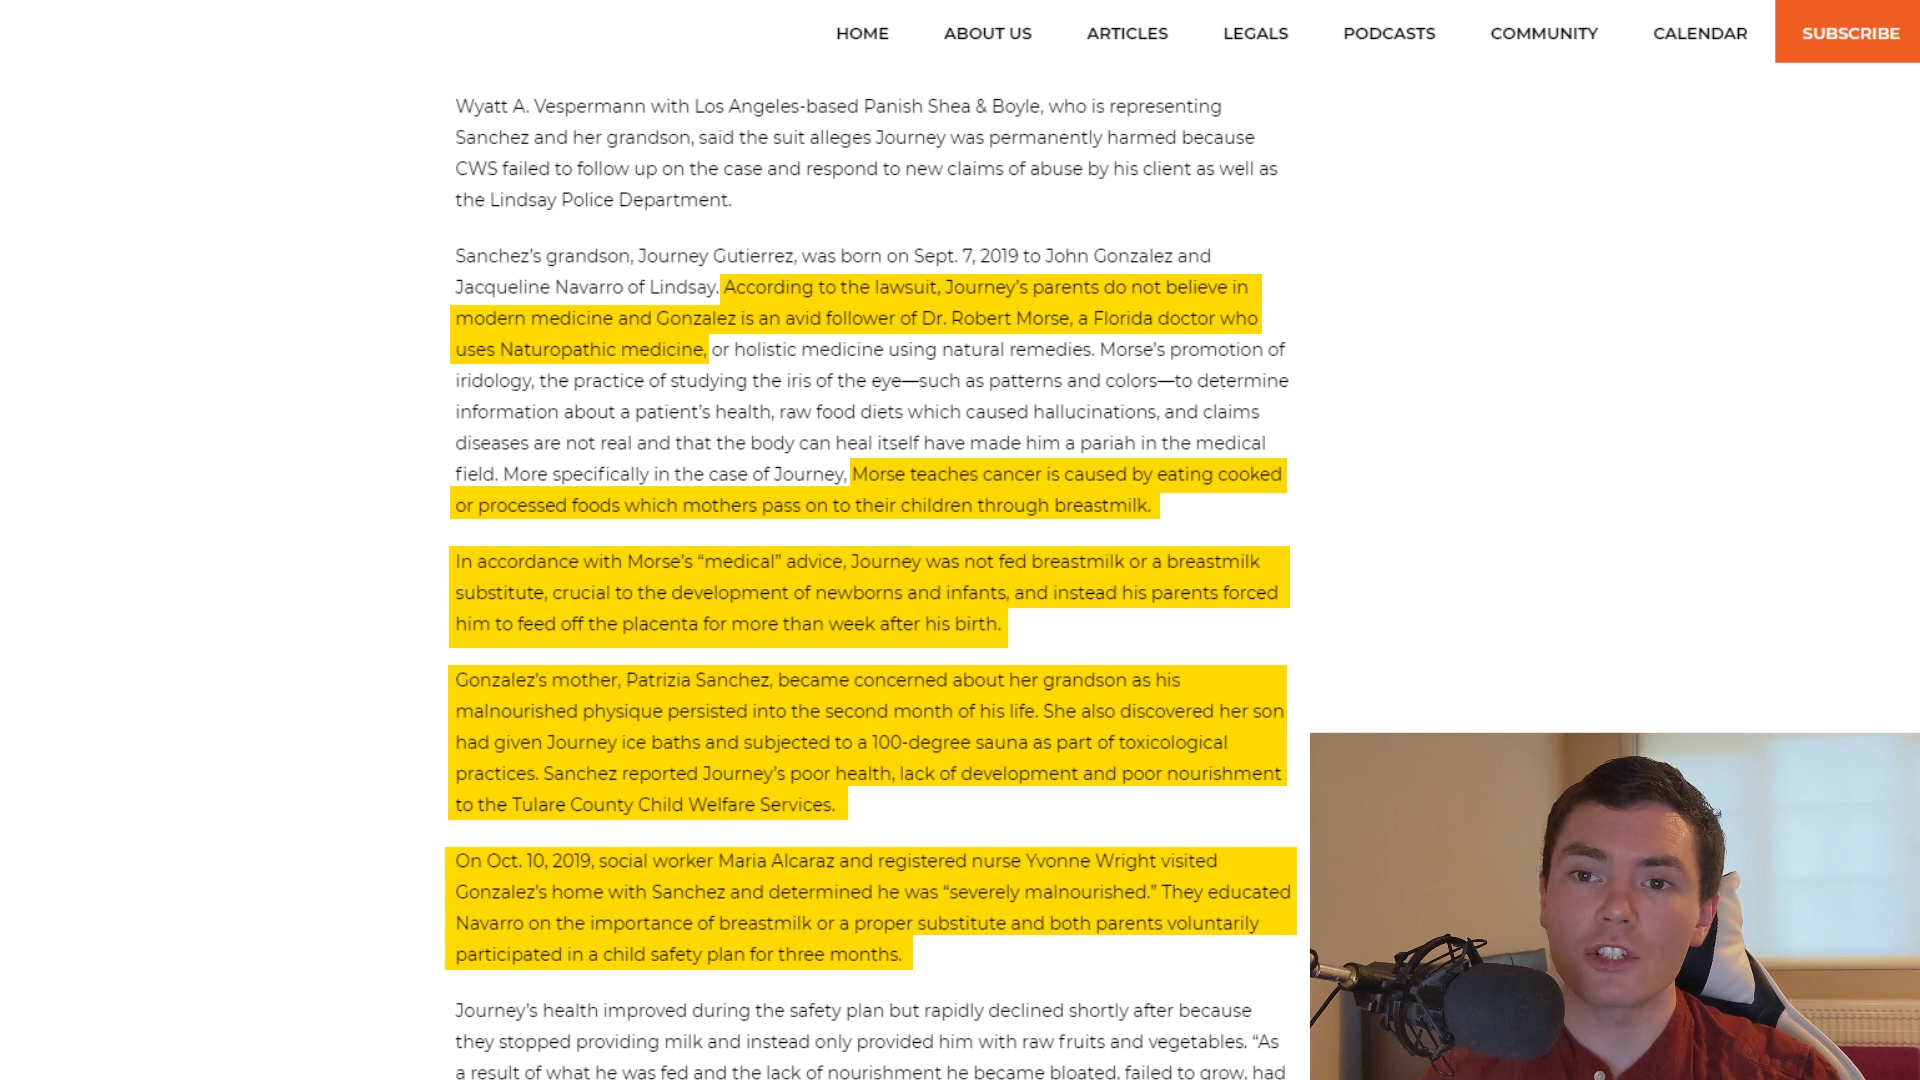 HOME ABOUT US ARTICLES LEGALS PODCASTS COMMUNITY CALENDAR SUBSCRIBE
Wyatt A. Vespermann with Los Angeles-based Panish Shea & Boyle, who is representing
Sanchez and her grandson, said the suit alleges Journey was permanently harmed because
CWS failed to follow up on the case and respond to new claims of abuse by his client as well as
the Lindsay Police Department.
Sanchez’s grandson, Journey Gutierrez, was born on Sept. 7, 2019 to John Gonzalez and
Jacqueline Navarro of Lindsay. According to the lawsuit, Journey’s parents do not believe in
modern medicine and Gonzalez is an avid follower of Dr. Robert Morse, a Florida doctor who
uses Naturopathic medicine, or holistic medicine using natural remedies. Morse’s promotion of
iridology, the practice of studying the iris of the eye—such as patterns and colors—to determine
information about a patient’s health, raw food diets which caused hallucinations, and claims
diseases are not real and that the body can heal itself have made him a pariah in the medical
field. More specifically in the case of Journey, Morse teaches cancer is caused by eating cooked
or processed foods which mothers pass on to their children through breastmilk.
In accordance with Morse’s “medical” advice, Journey was not fed breastmilk or a breastmilk
substitute, crucial to the development of newborns and infants, and instead his parents forced
him to feed off the placenta for more than week after his birth.
Gonzalez’s mother, Patrizia Sanchez, became concerned about her grandson as his
malnourished physique persisted into the second month of his life. She also discovered her son
had given Journey ice baths and subjected to a 100-degree sauna as part of toxicological
practices. Sanchez reported Journey’s poor health, lack of development and poor nourishment
to the Tulare County Child Welfare Services.
On Oct. 10, 2019, social worker Maria Alcaraz and registered nurse Yvonne Wright visited
Gonzalez’s home with Sanchez and determined he was “severely malnourished.” They educated
Navarro on the importance of breastmilk or a proper substitute and both parents voluntarily
participated in a child safety plan for three months.
Journey’s health improved during the safety plan but rapidly declined shortly after because
they stopped providing milk and instead only provided him with raw fruits and vegetables. “As
a result of what he was fed and the lack of nourishment he became bloated, failed to grow, had